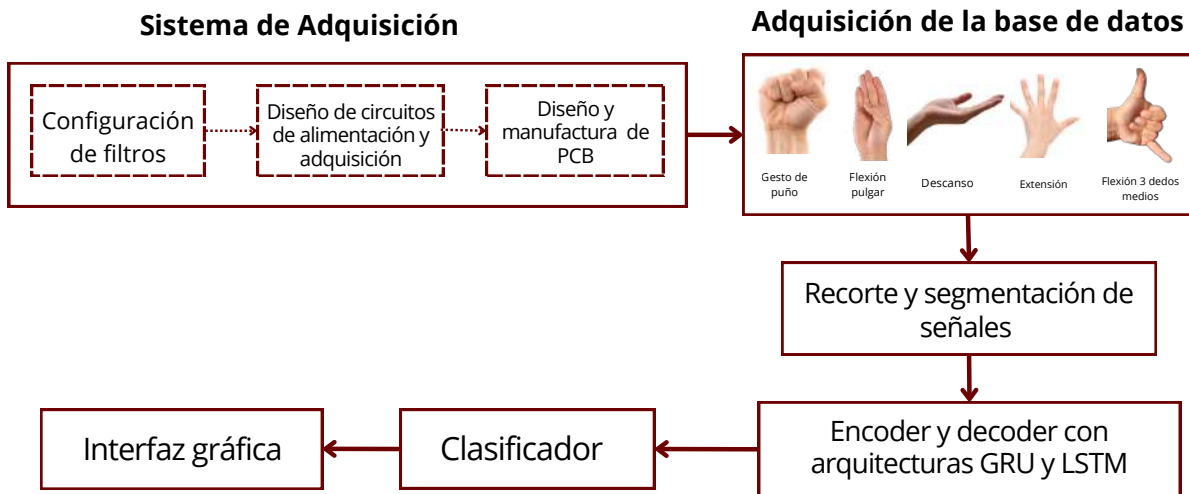 Sistema de Adquisición
Configuración
de filtros
Diseño de circuitos
de alimentación y
adquisición
Diseño y
manufactura de
PCB
Adquisición de la base de datos
Gesto de
puño
Flexión
pulgar
Descanso
Extensión
Flexión 3 dedos
medios
Recorte y segmentación de
señales
Encoder y decoder con
arquitecturas GRU y LSTM
Clasificador
Interfaz gráfica